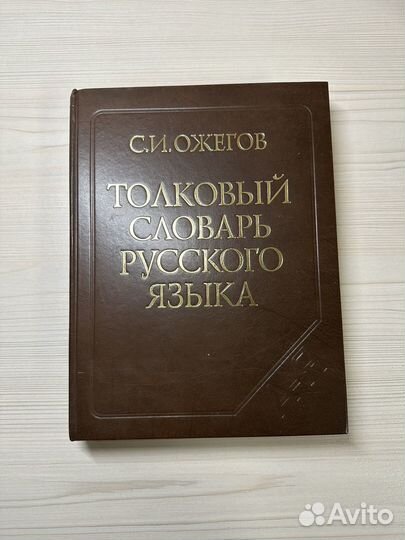 С.И. ОЖЕГОВ
ТОЛКОВЫЙ
СЛОВАРЬ
РУССКОГО
ЯЗЫКА
Avito